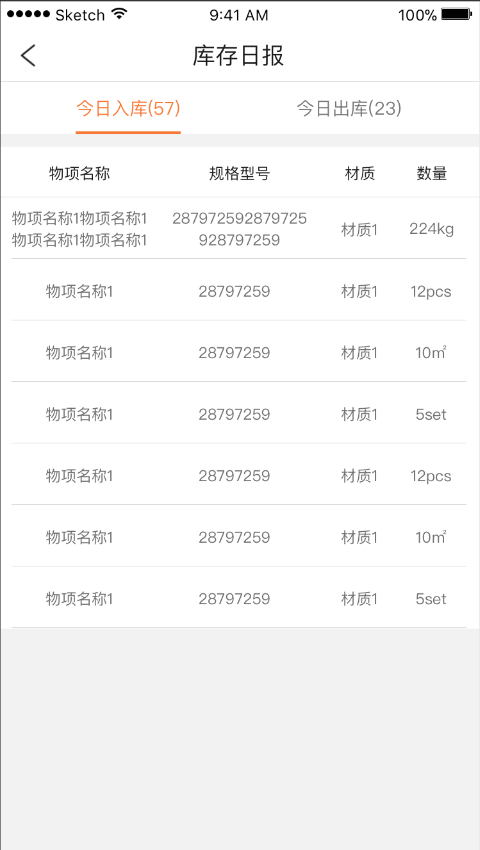 Sketch 9:41 AM 100%
库存日报
今日入库(57) 今日出库(23)
物项名称 规格型号 材质 数量
物项名称1物项名称1 287972592879725 材质1 224kg
物项名称1物项名称1 928797259
物项名称1 28797259 材质1 12pcs
物项名称1 28797259 材质1 10㎡
物项名称1 28797259 材质1 5set
物项名称1 28797259 材质1 12pcs
物项名称1 28797259 材质1 10㎡
物项名称1 28797259 材质1 5set